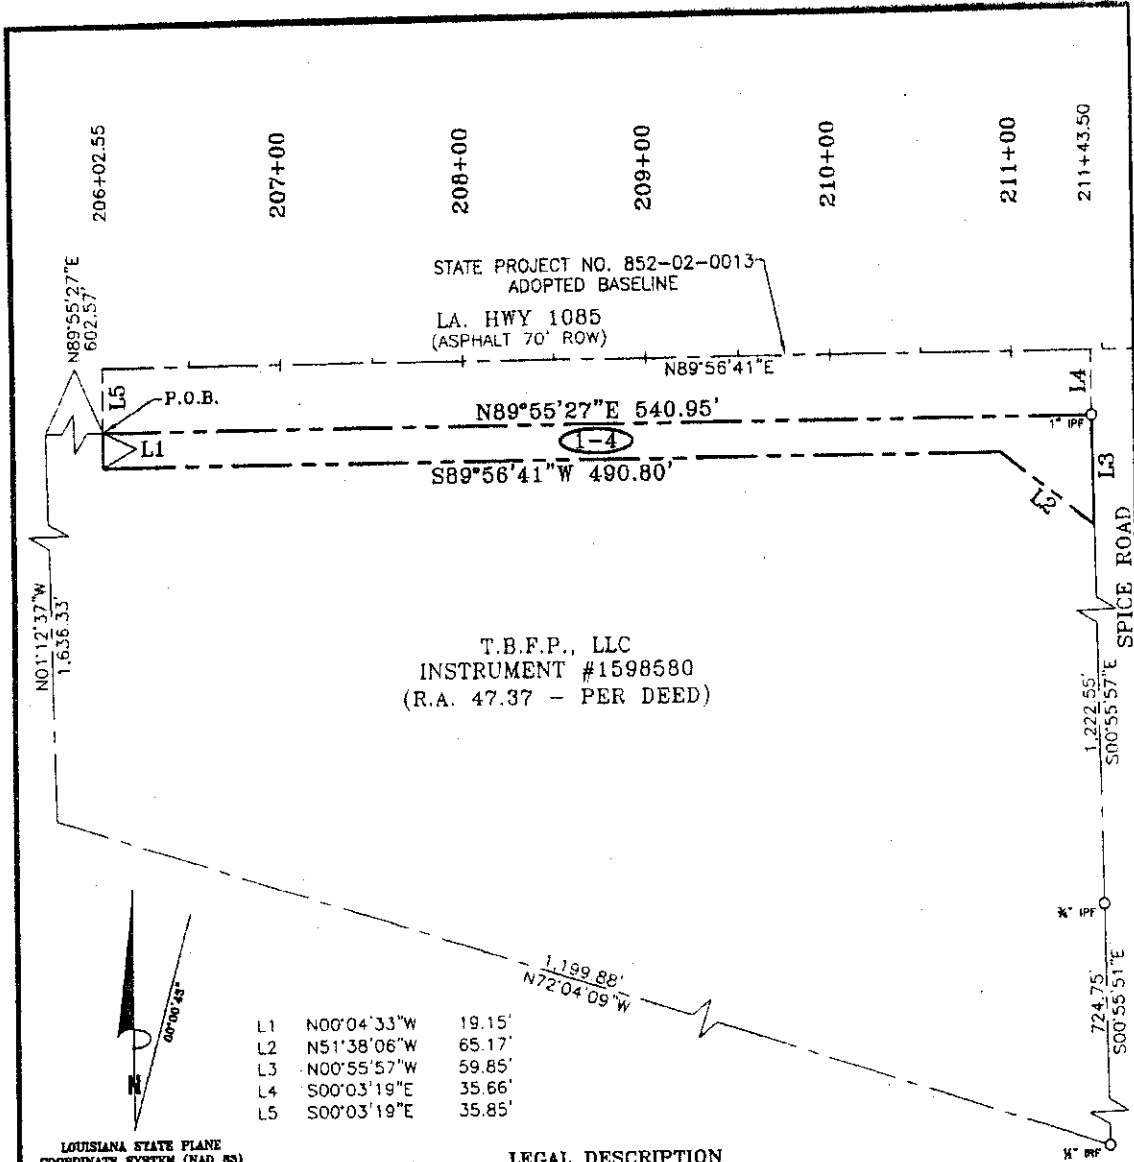 206+02.55
207+00
208+00
209+00
210+00
211+00
211+43.50
N89°55'27"E
602.57'
STATE PROJECT NO. 852-02-0013
ADOPTED BASELINE
LA. HWY 1085
(ASPHALT 70' ROW)
N89°56'41"E
L5
P.O.B.
L4
N89°55'27"E 540.95'
1" IPF
1-4
L1
S89°56'41"W 490.80'
L3
L2
SPICE ROAD
N01°12'37"W
1,636.33'
T.B.F.P., LLC
INSTRUMENT #1598580
(R.A. 47.37 - PER DEED)
1,222.55'
S00°55'57"E
IPF
1,199.88'
N72°04'09"W
724.75'
S00°55'51"E
00°00'43"
N
L1 N00°04'33"W 19.15'
L2 N51°38'06"W 65.17'
L3 N00°55'57"W 59.85'
L4 S00°03'19"E 35.66'
L5 S00°03'19"E 35.85'
IRF
LOUISIANA STATE PLANE
COORDINATE SYSTEM (NAD 83)
LEGAL DESCRIPTION